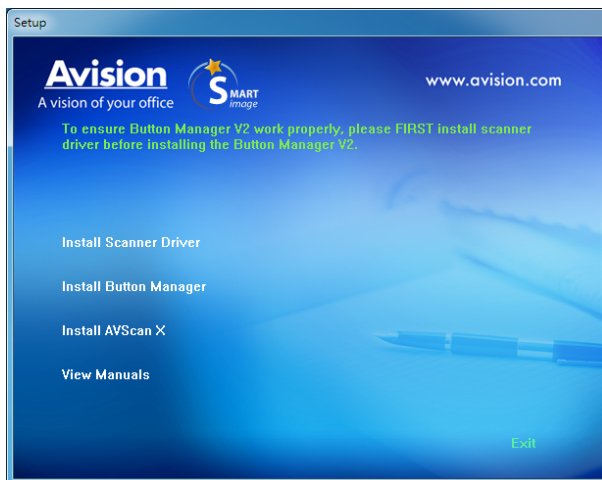 Setup
Avision
A vision of your office
SMART
image
www.avision.com
To ensure Button Manager V2 work properly, please FIRST install scanner
driver before installing the Button Manager V2.
Install Scanner Driver
Install Button Manager
Install AVScan X
View Manuals
Exit